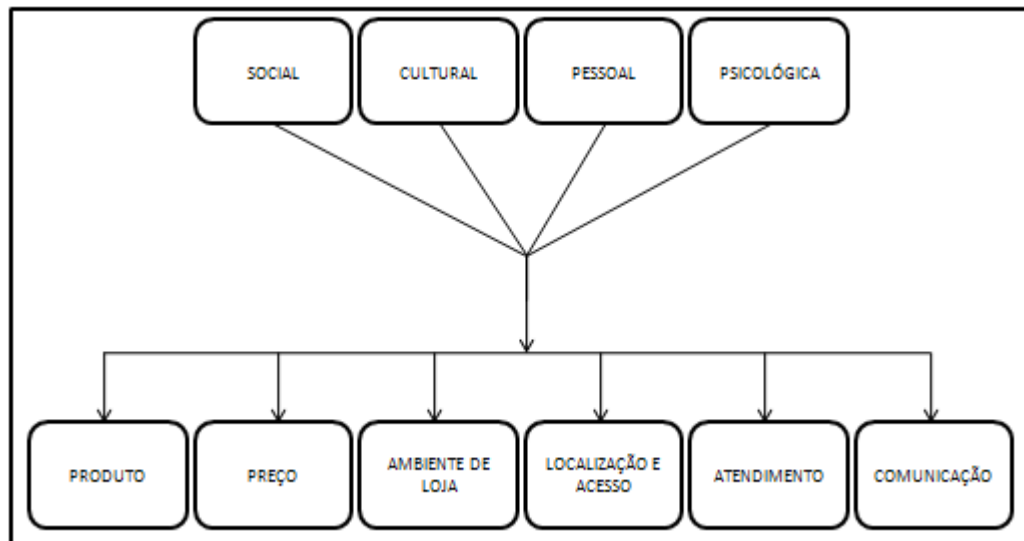 SOCIAL
CULTURAL
PESSOAL
PSICOLÓGICA
PRODUTO
PREÇO
AMBIENTE DE
LOJA
LOCALIZAÇÃO E
ACESSO
ATENDIMENTO
COMUNICAÇÃO